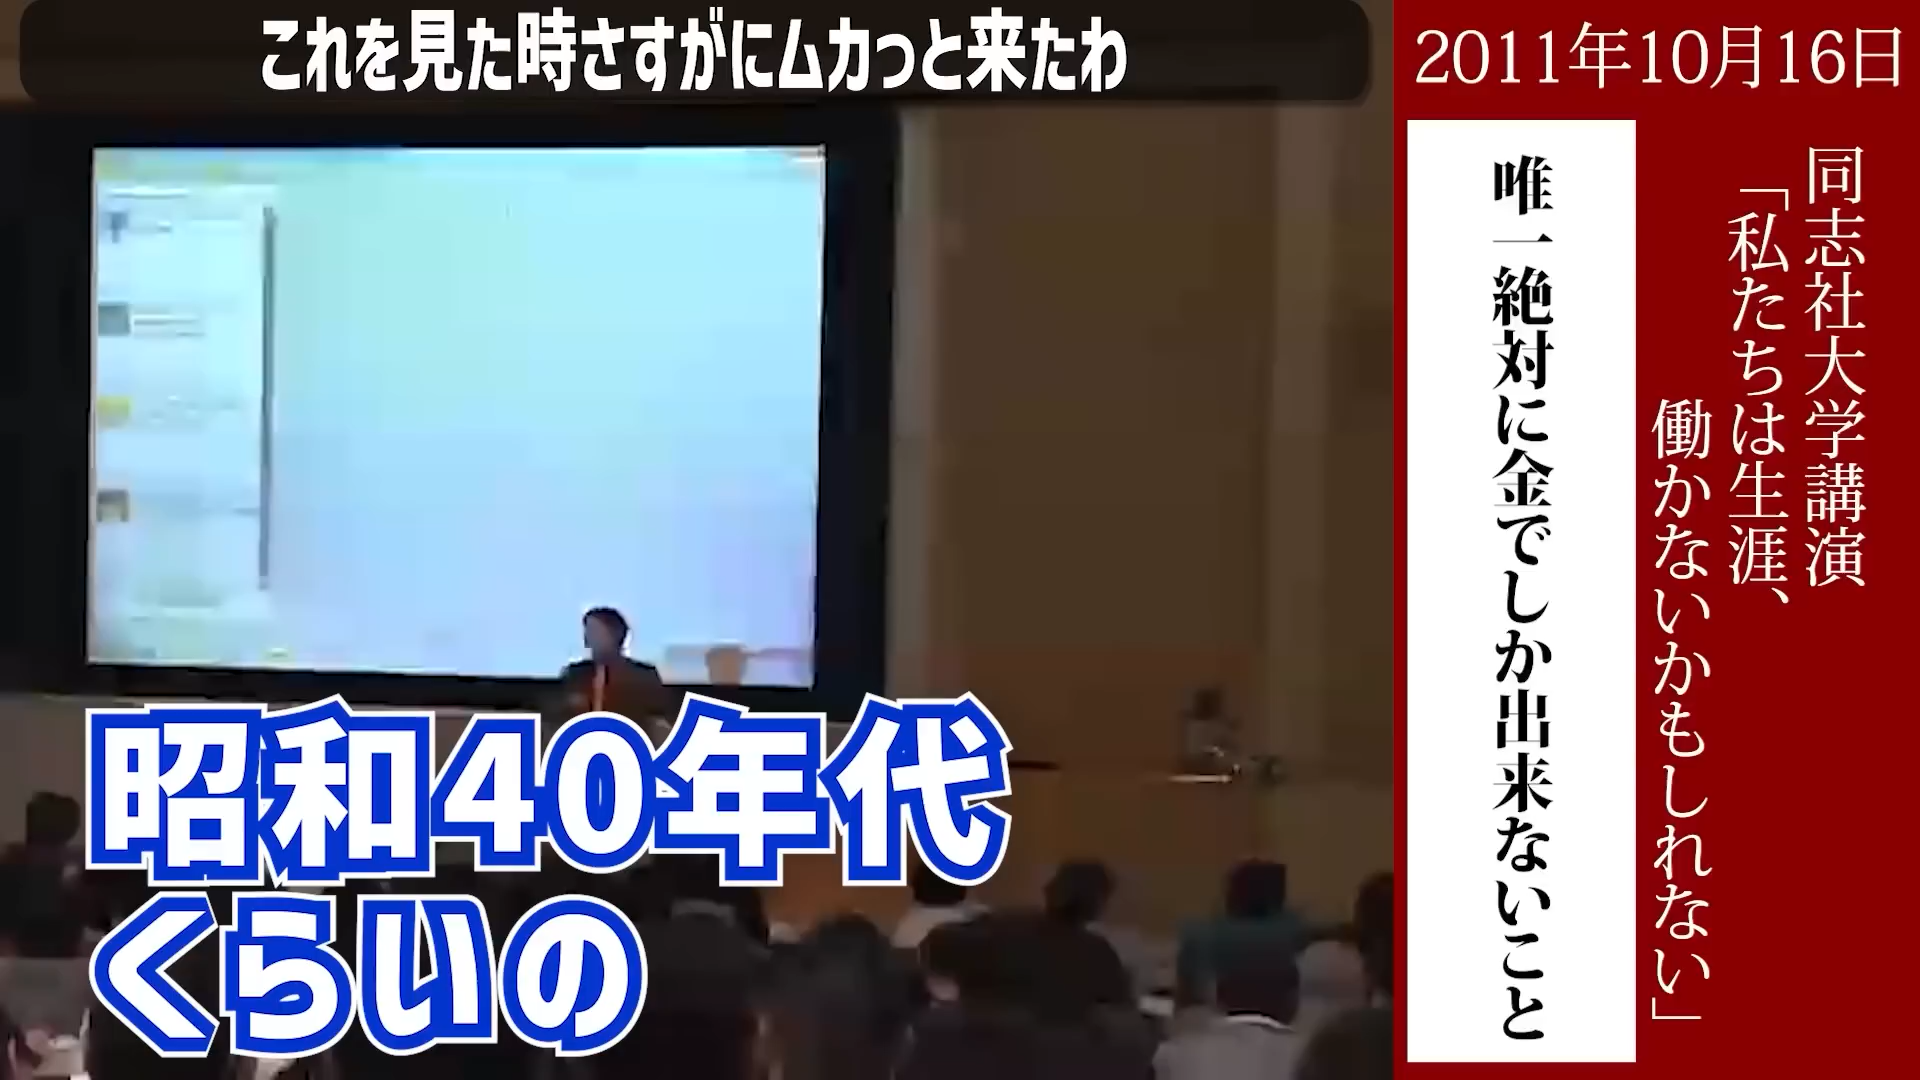 これを見た時さすがにムカっと来たわ
2011年10月16日
同志社大学講演
「私たちは生涯、
働かないかもしれない」
唯一絶対に金でしか出来ないこと
昭和40年代
くらいの